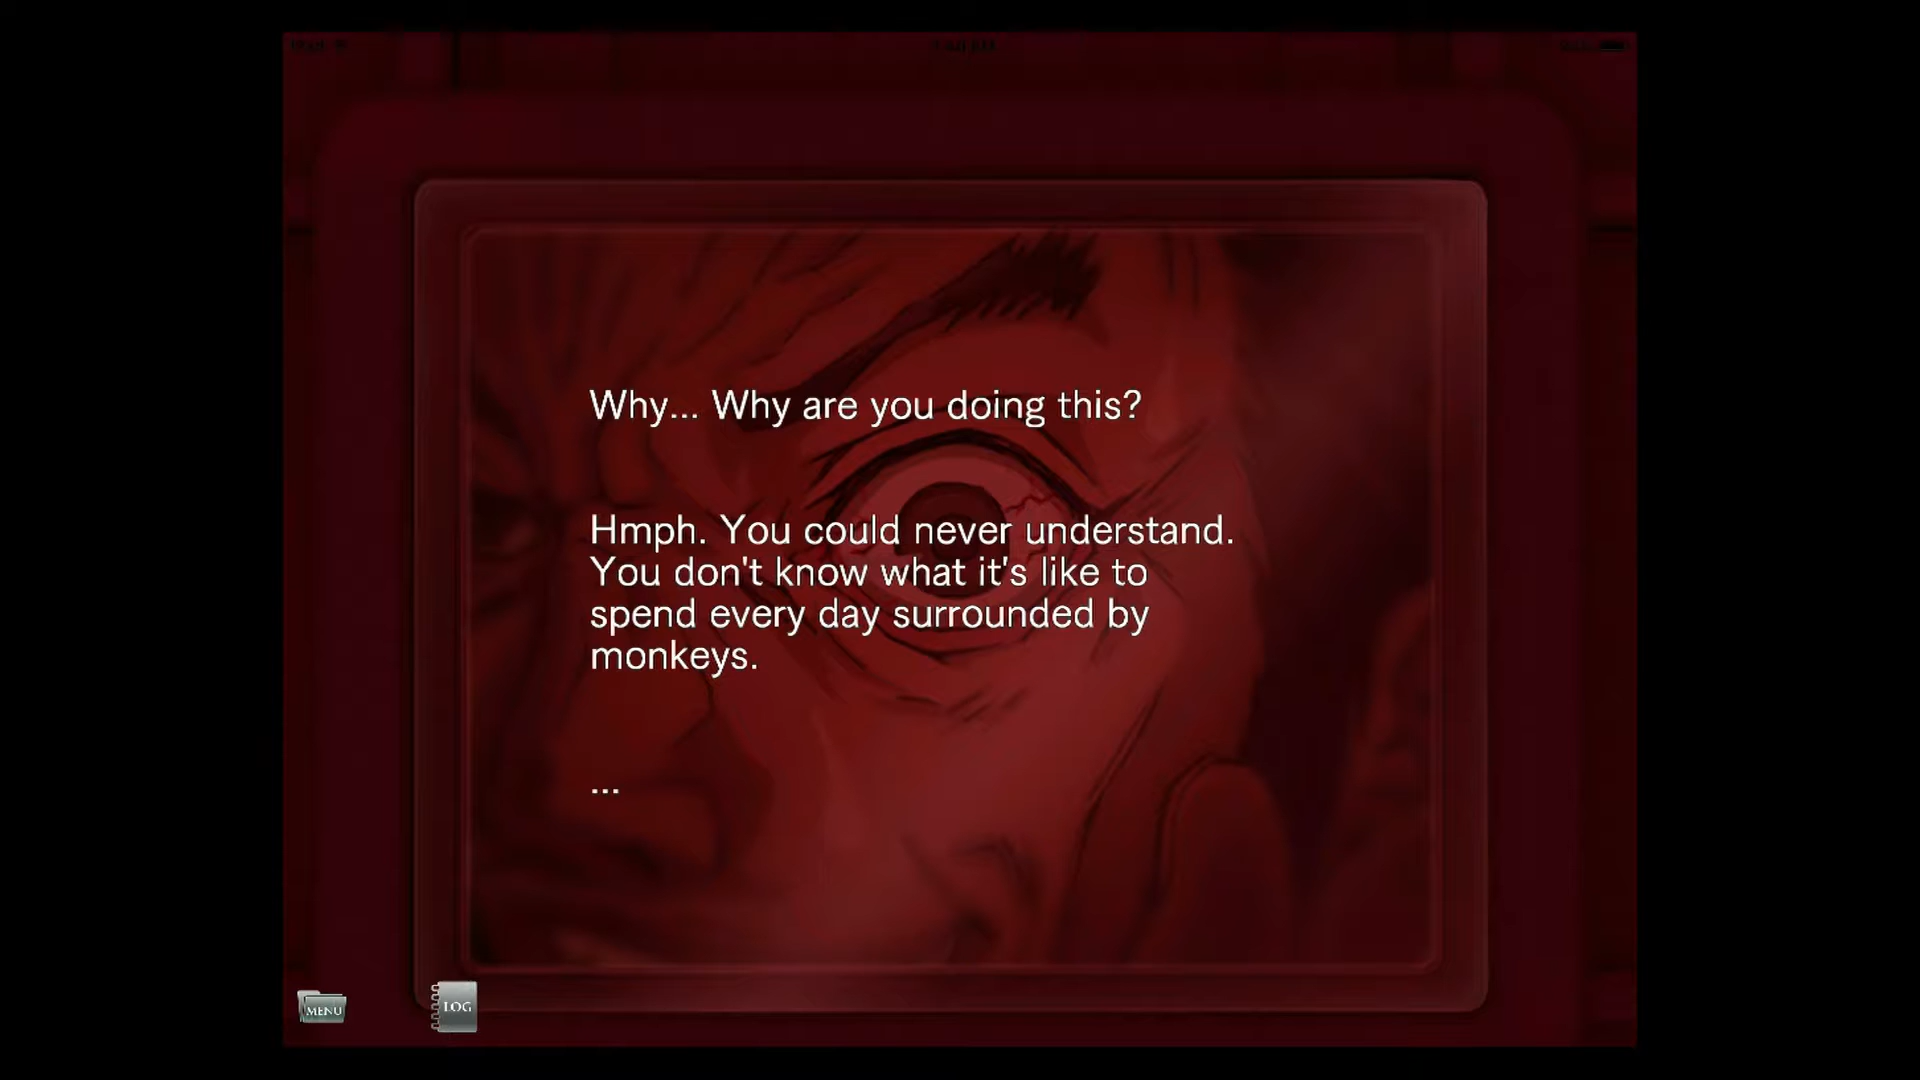 Why... Why are you doing this?
Hmph. You could never understand.
You don't know what it's like to
spend every day surrounded by
monkeys.
...
MENU
LOG